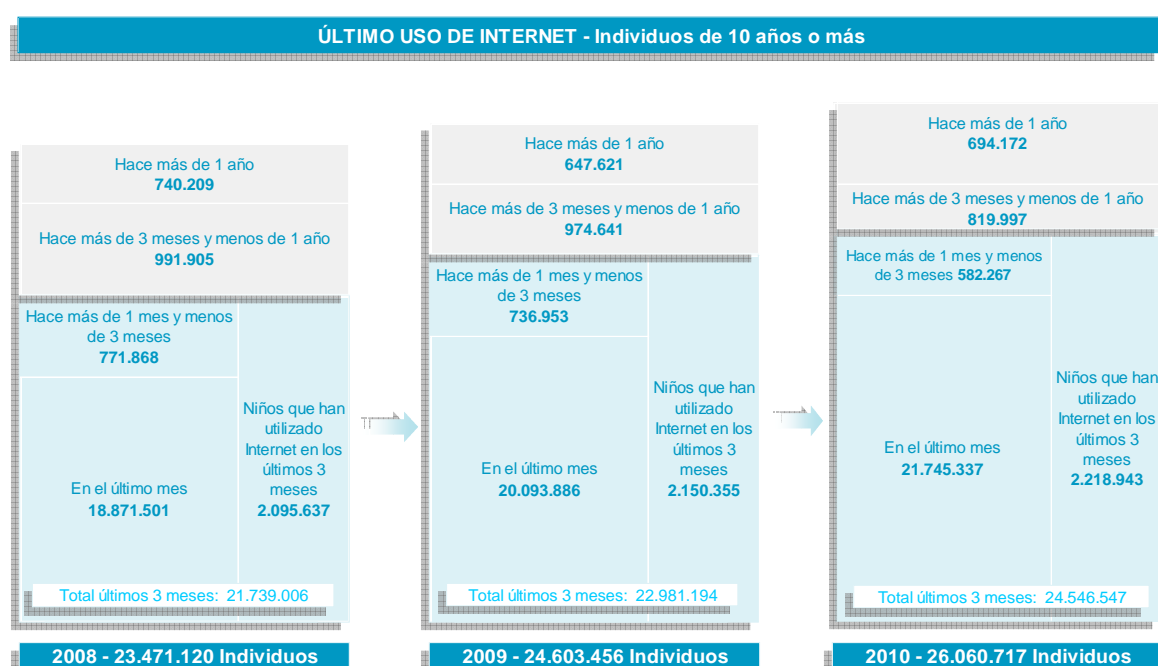 ÚLTIMO USO DE INTERNET - Individuos de 10 años o más
Hace más de 1 año
740.209
Hace más de 3 meses y menos de 1 año
991.905
Hace más de 1 mes y menos
de 3 meses
771.868
En el último mes
18.871.501
Niños que han
utilizado
Internet en los
últimos 3
meses
2.095.637
Total últimos 3 meses: 21.739.006
2008 - 23.471.120 Individuos
Hace más de 1 año
647.621
Hace más de 3 meses y menos de 1 año
974.641
Hace más de 1 mes y menos
de 3 meses
736.953
En el último mes
20.093.886
Niños que han
utilizado
Internet en los
últimos 3
meses
2.150.355
Total últimos 3 meses: 22.981.194
2009 - 24.603.456 Individuos
Hace más de 1 año
694.172
Hace más de 3 meses y menos de 1 año
819.997
Hace más de 1 mes y menos
de 3 meses 582.267
En el último mes
21.745.337
Niños que han
utilizado
Internet en los
últimos 3
meses
2.218.943
Total últimos 3 meses: 24.546.547
2010 - 26.060.717 Individuos